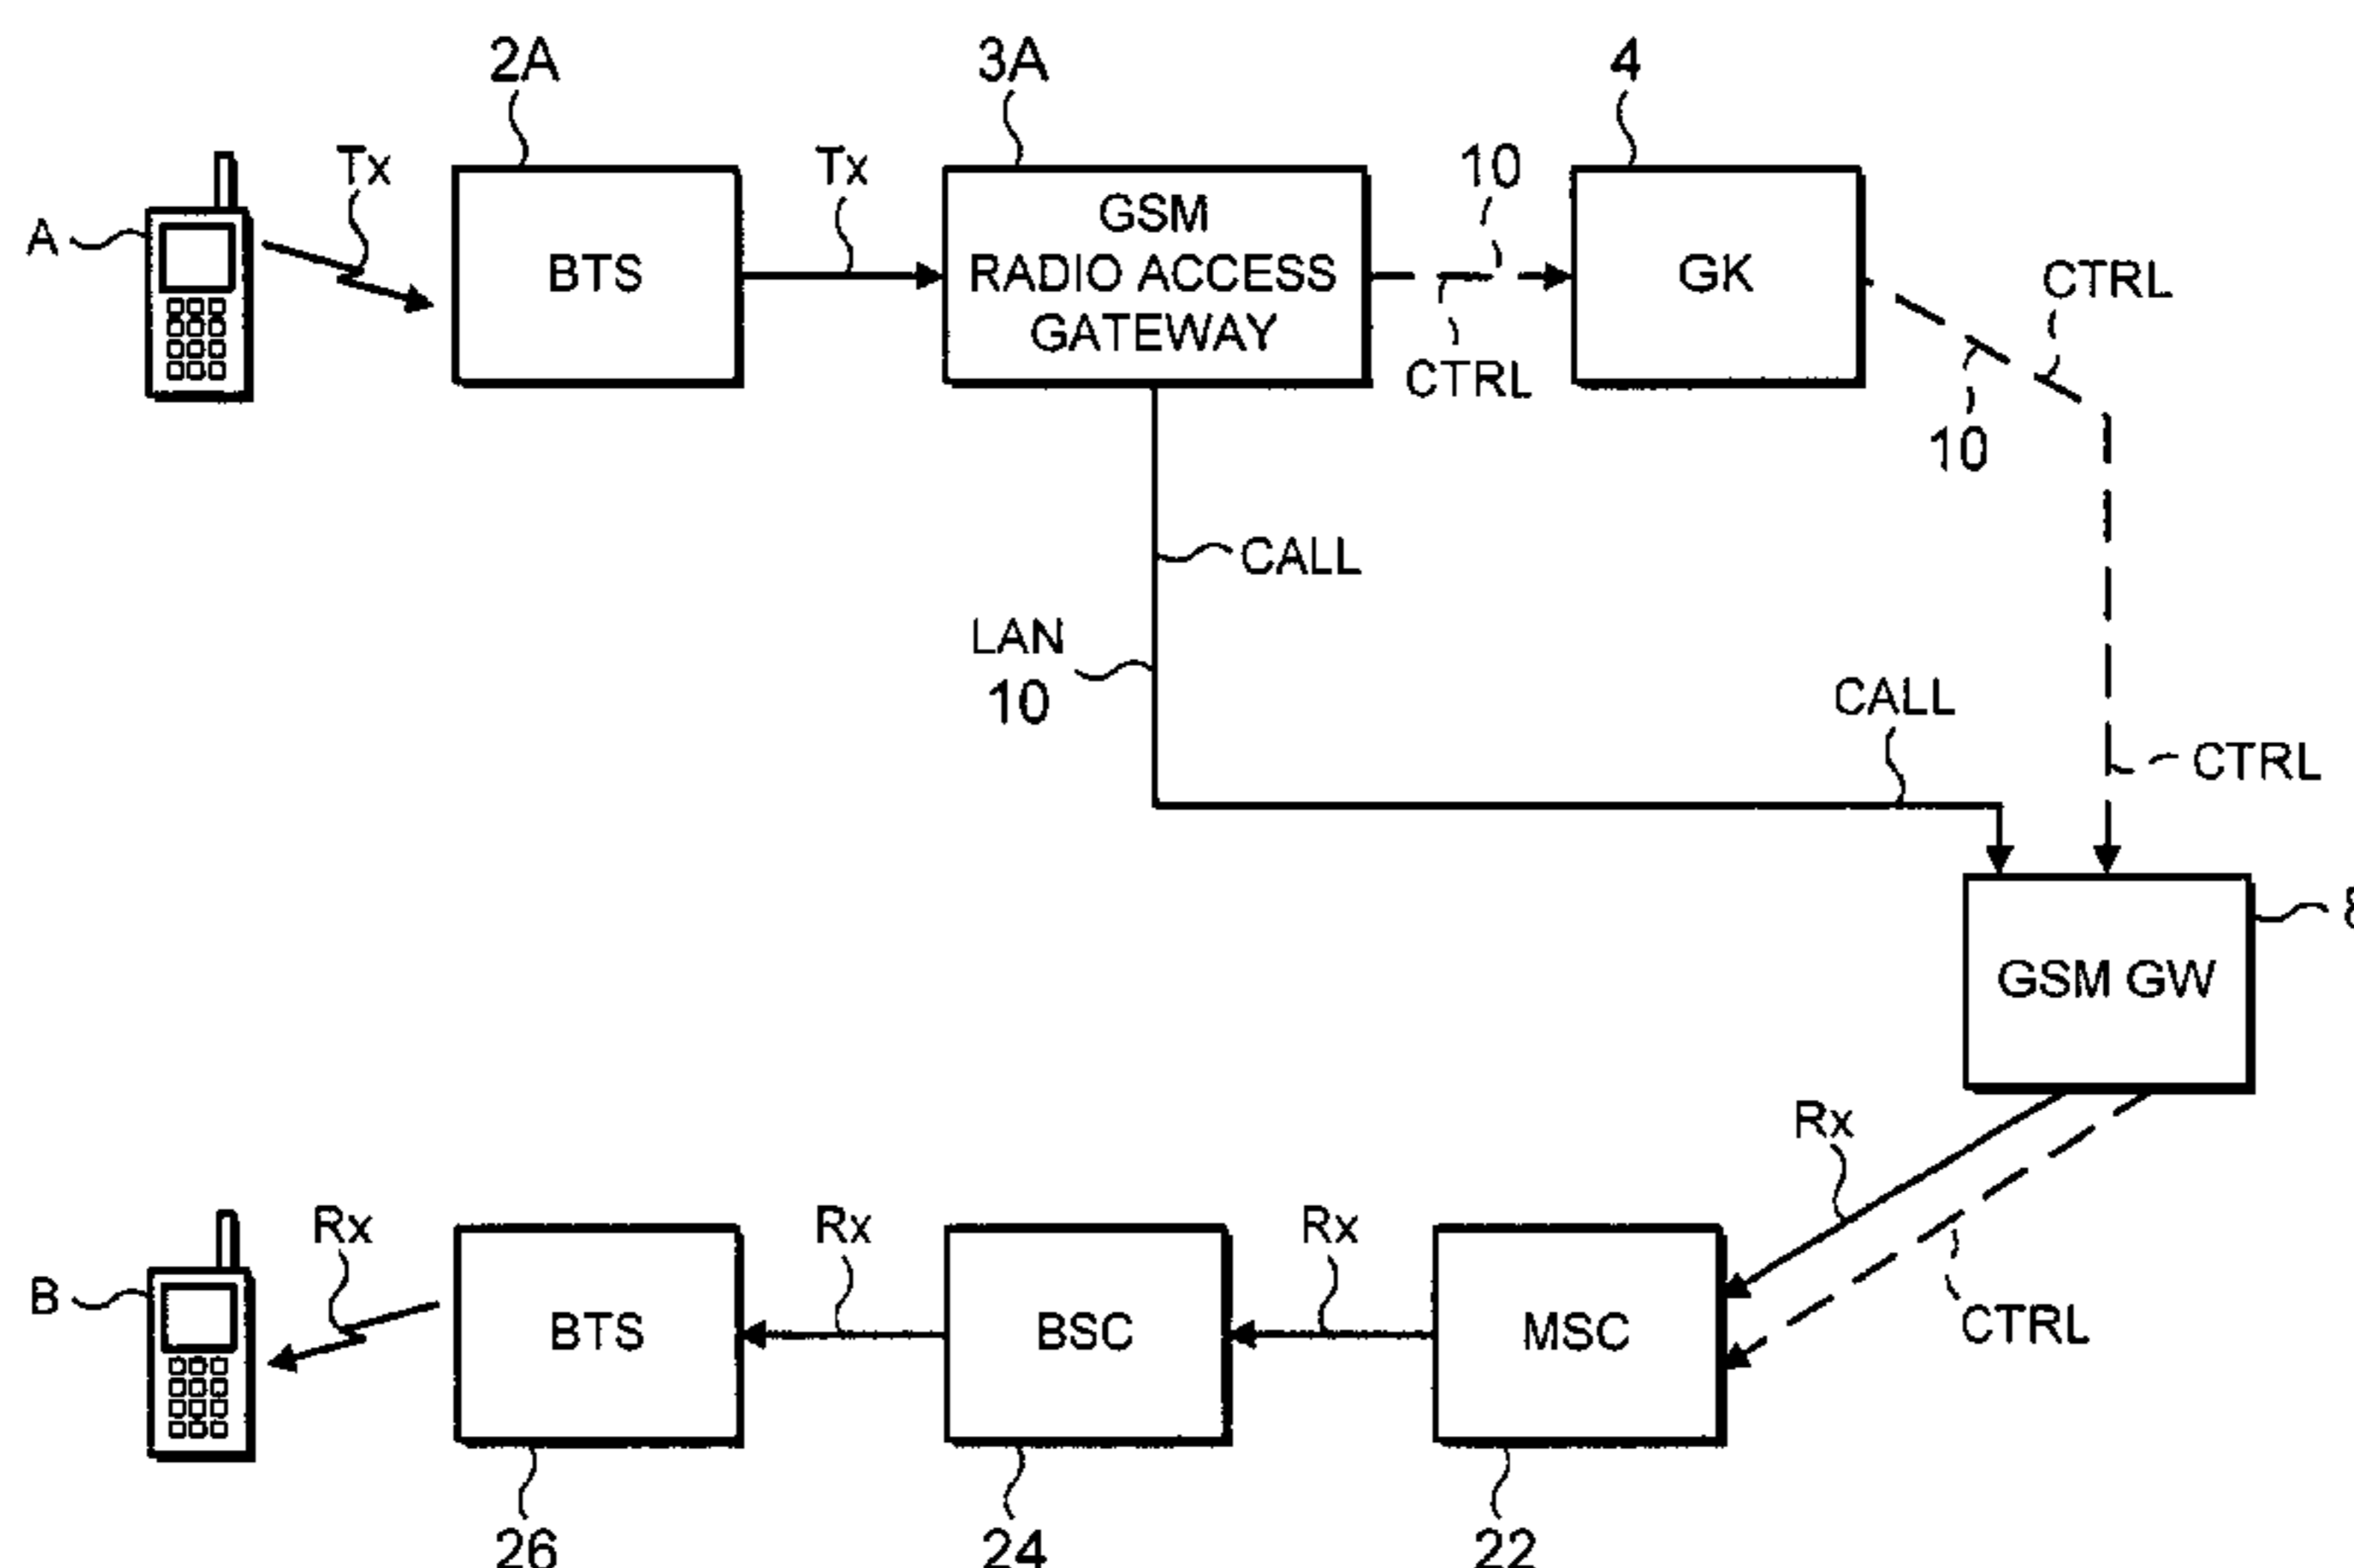 2A
3A
4
Tx
Tx
10
A
BTS
GSM
RADIO ACCESS
GATEWAY
GK
CTRL
CTRL
10
CALL
LAN
10
CALL
CTRL
8
GSM GW
Rx
Rx
Rx
Rx
B
BTS
BSC
MSC
CTRL
26
24
22